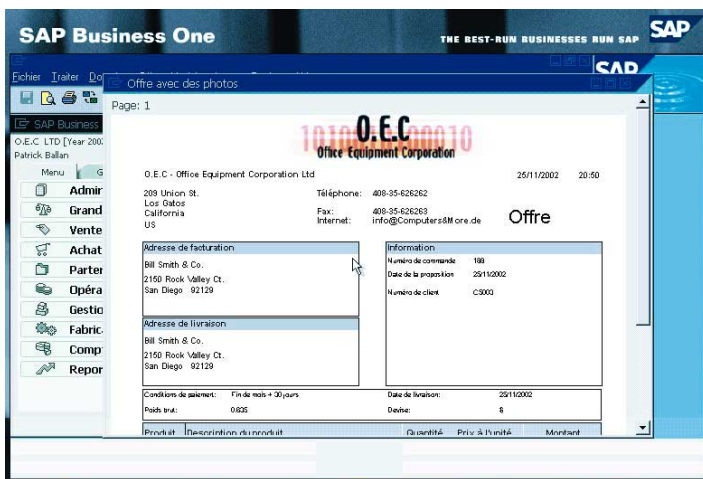 SAP Business One
THE BEST-RUN BUSINESSES RUN SAP
SAP
SAP
Fichier Traiter
Offre avec des photos
Page: 1
SAP Business
O.E.C LTD [Year 200
Patrick Ballan
Menu G
Admir
Grand
Vente
Achat
Parter
Opéra
Gestio
Fabric
Comp
Repor
O.E.C
Office Equipment Corporation
O.E.C - Office Equipment Corporation Ltd
25/11/2002 20:50
209 Union St.
Los Gatos
California
US
Téléphone: 408-35-626262
Fax: 408-35-626263
Internet: info@Computers&More.de
Offre
Adresse de facturation
Bill Smith & Co.
2150 Rock Valley Ct.
San Diego 92129
Information
Numéro de commande 168
Date de la proposition 25/11/2002
Numéro de client C5003
Adresse de livraison
Bill Smith & Co.
2150 Rock Valley Ct.
San Diego 92129
Conditions de paiement: Fin de mois + 30 jours
Date de livraison: 25/11/2002
Poids brut: 0.635
Devise: $
Produit Description du produit Quantité Prix à l'unité Montant